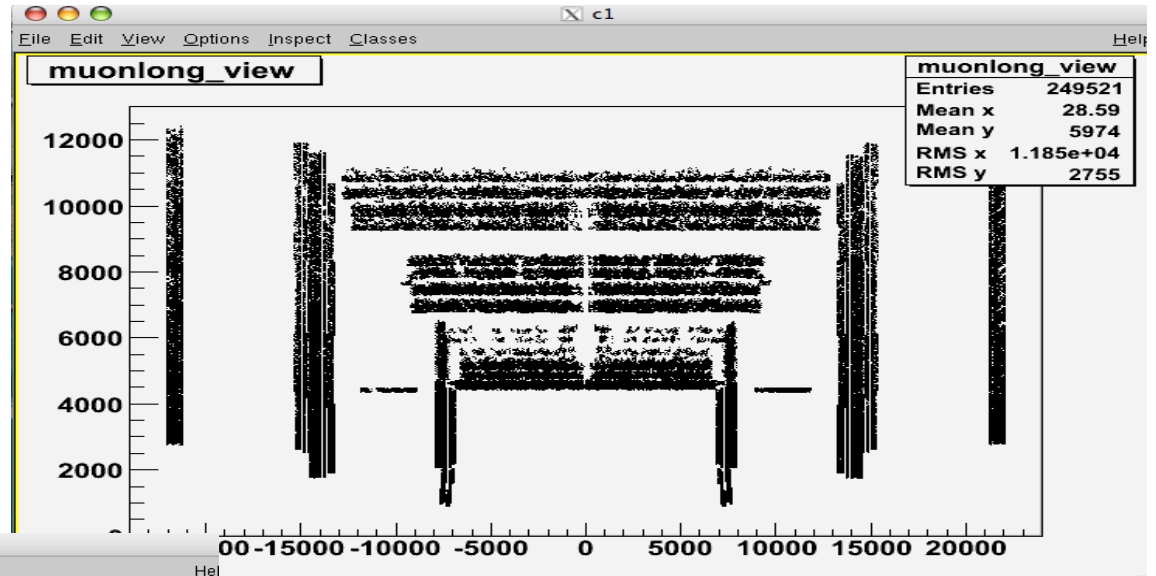 c1
File Edit View Options Inspect Classes Help
muonlong_view
muonlong_view
Entries 249521
Mean x 28.59
Mean y 5974
RMS x 1.185e+04
RMS y 2755
12000
10000
8000
6000
4000
2000
00 -15000 -10000 -5000 0 5000 10000 15000 20000
Hel